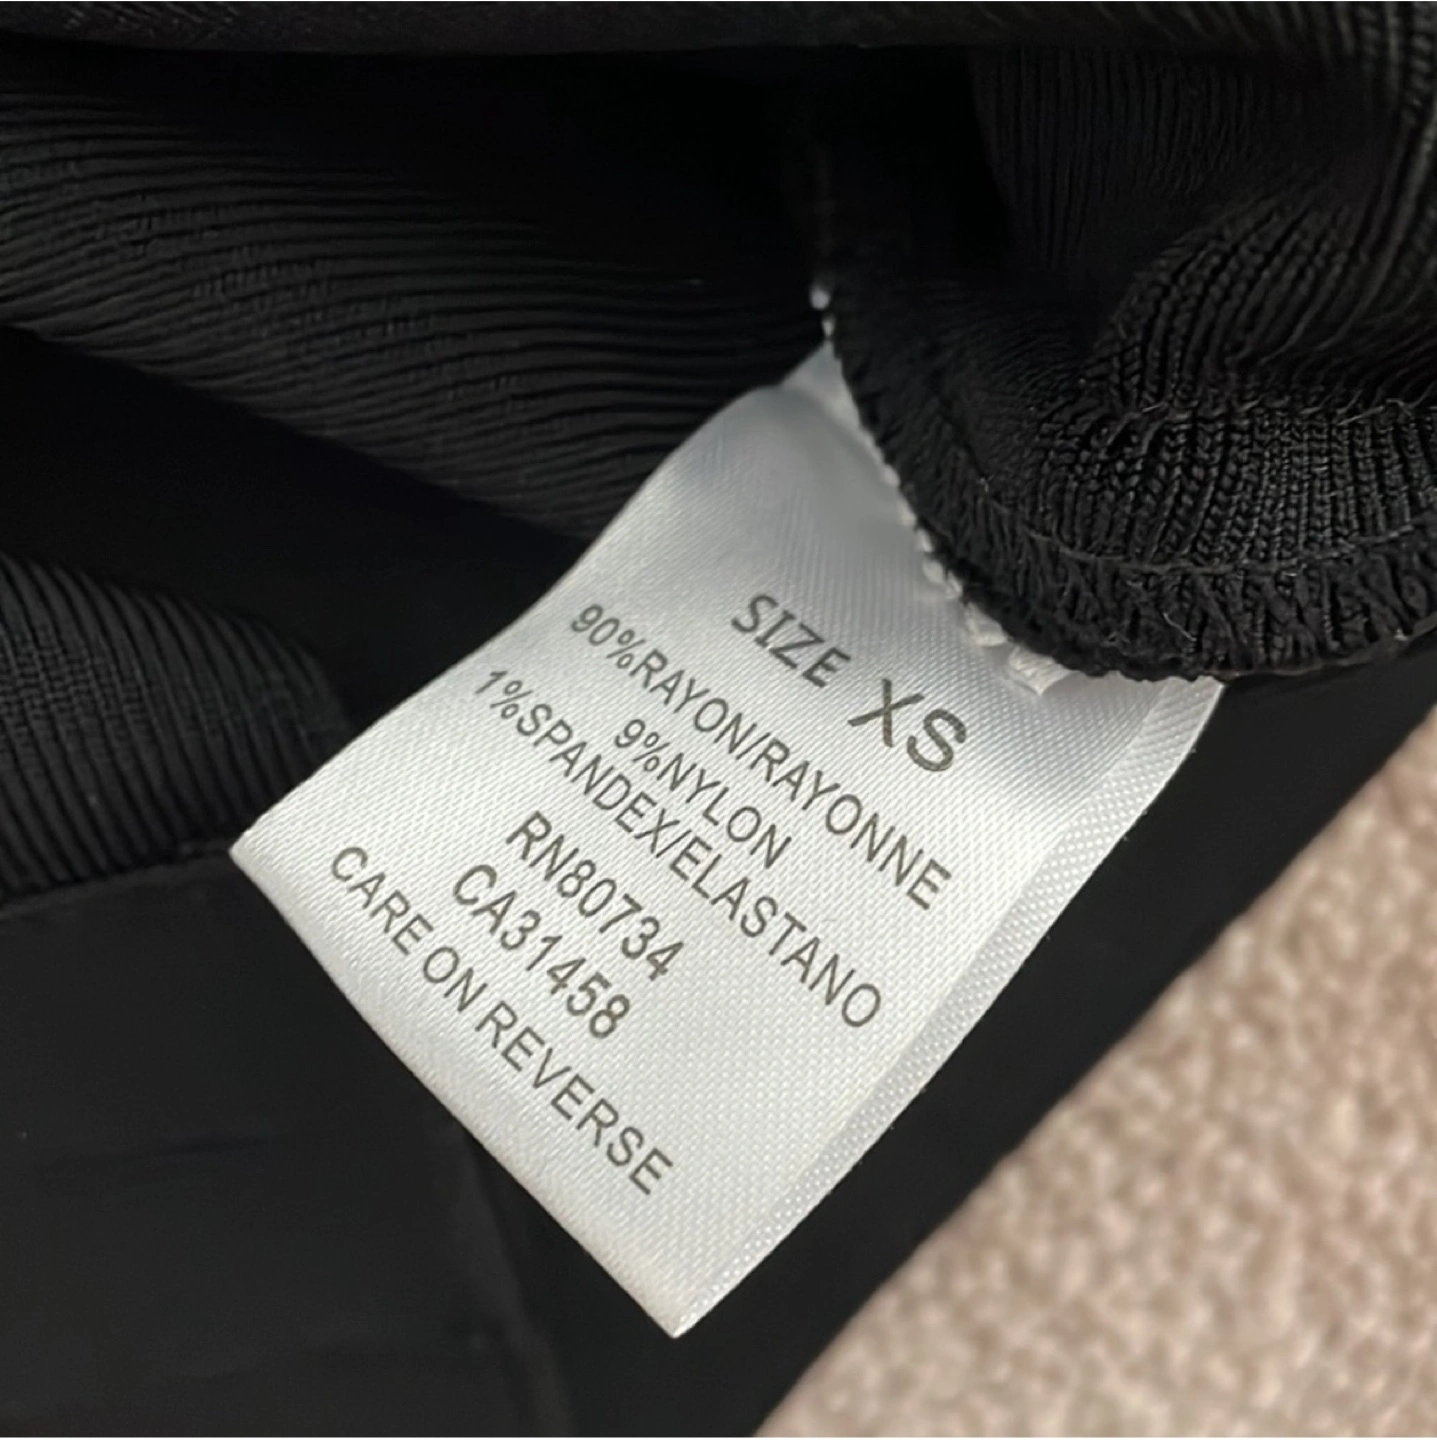 SIZE XS
90%RAYON/RAYONNE
9%NYLON
1%SPANDEX/ELASTANO
RN80734
CA31458
CARE ON REVERSE